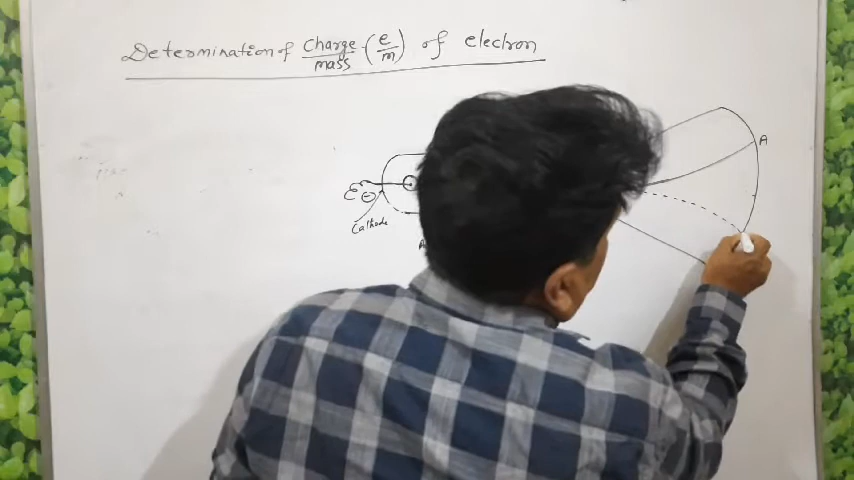 Determination of Charge/mass (e/m) of electron
A
Cathode
A